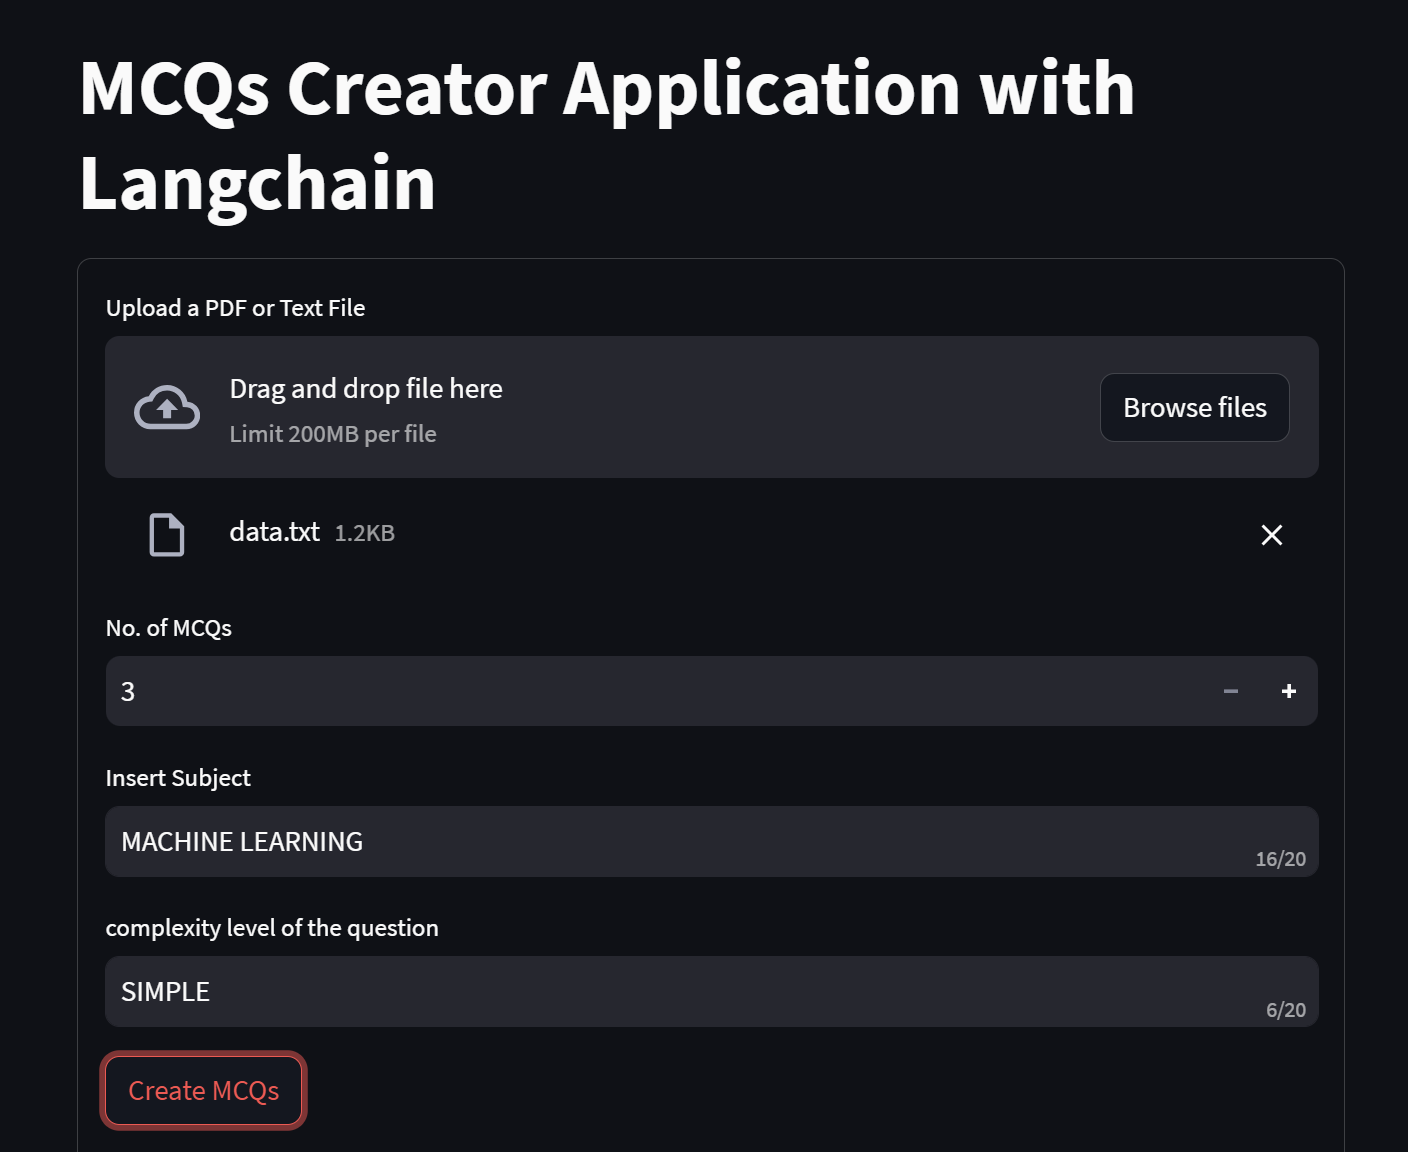 MCQs Creator Application with
Langchain
Upload a PDF or Text File
Drag and drop file here
Limit 200MB per file
Browse files
data.txt 1.2KB
No. of MCQs
3
Insert Subject
MACHINE LEARNING
16/20
complexity level of the question
SIMPLE
6/20
Create MCQs